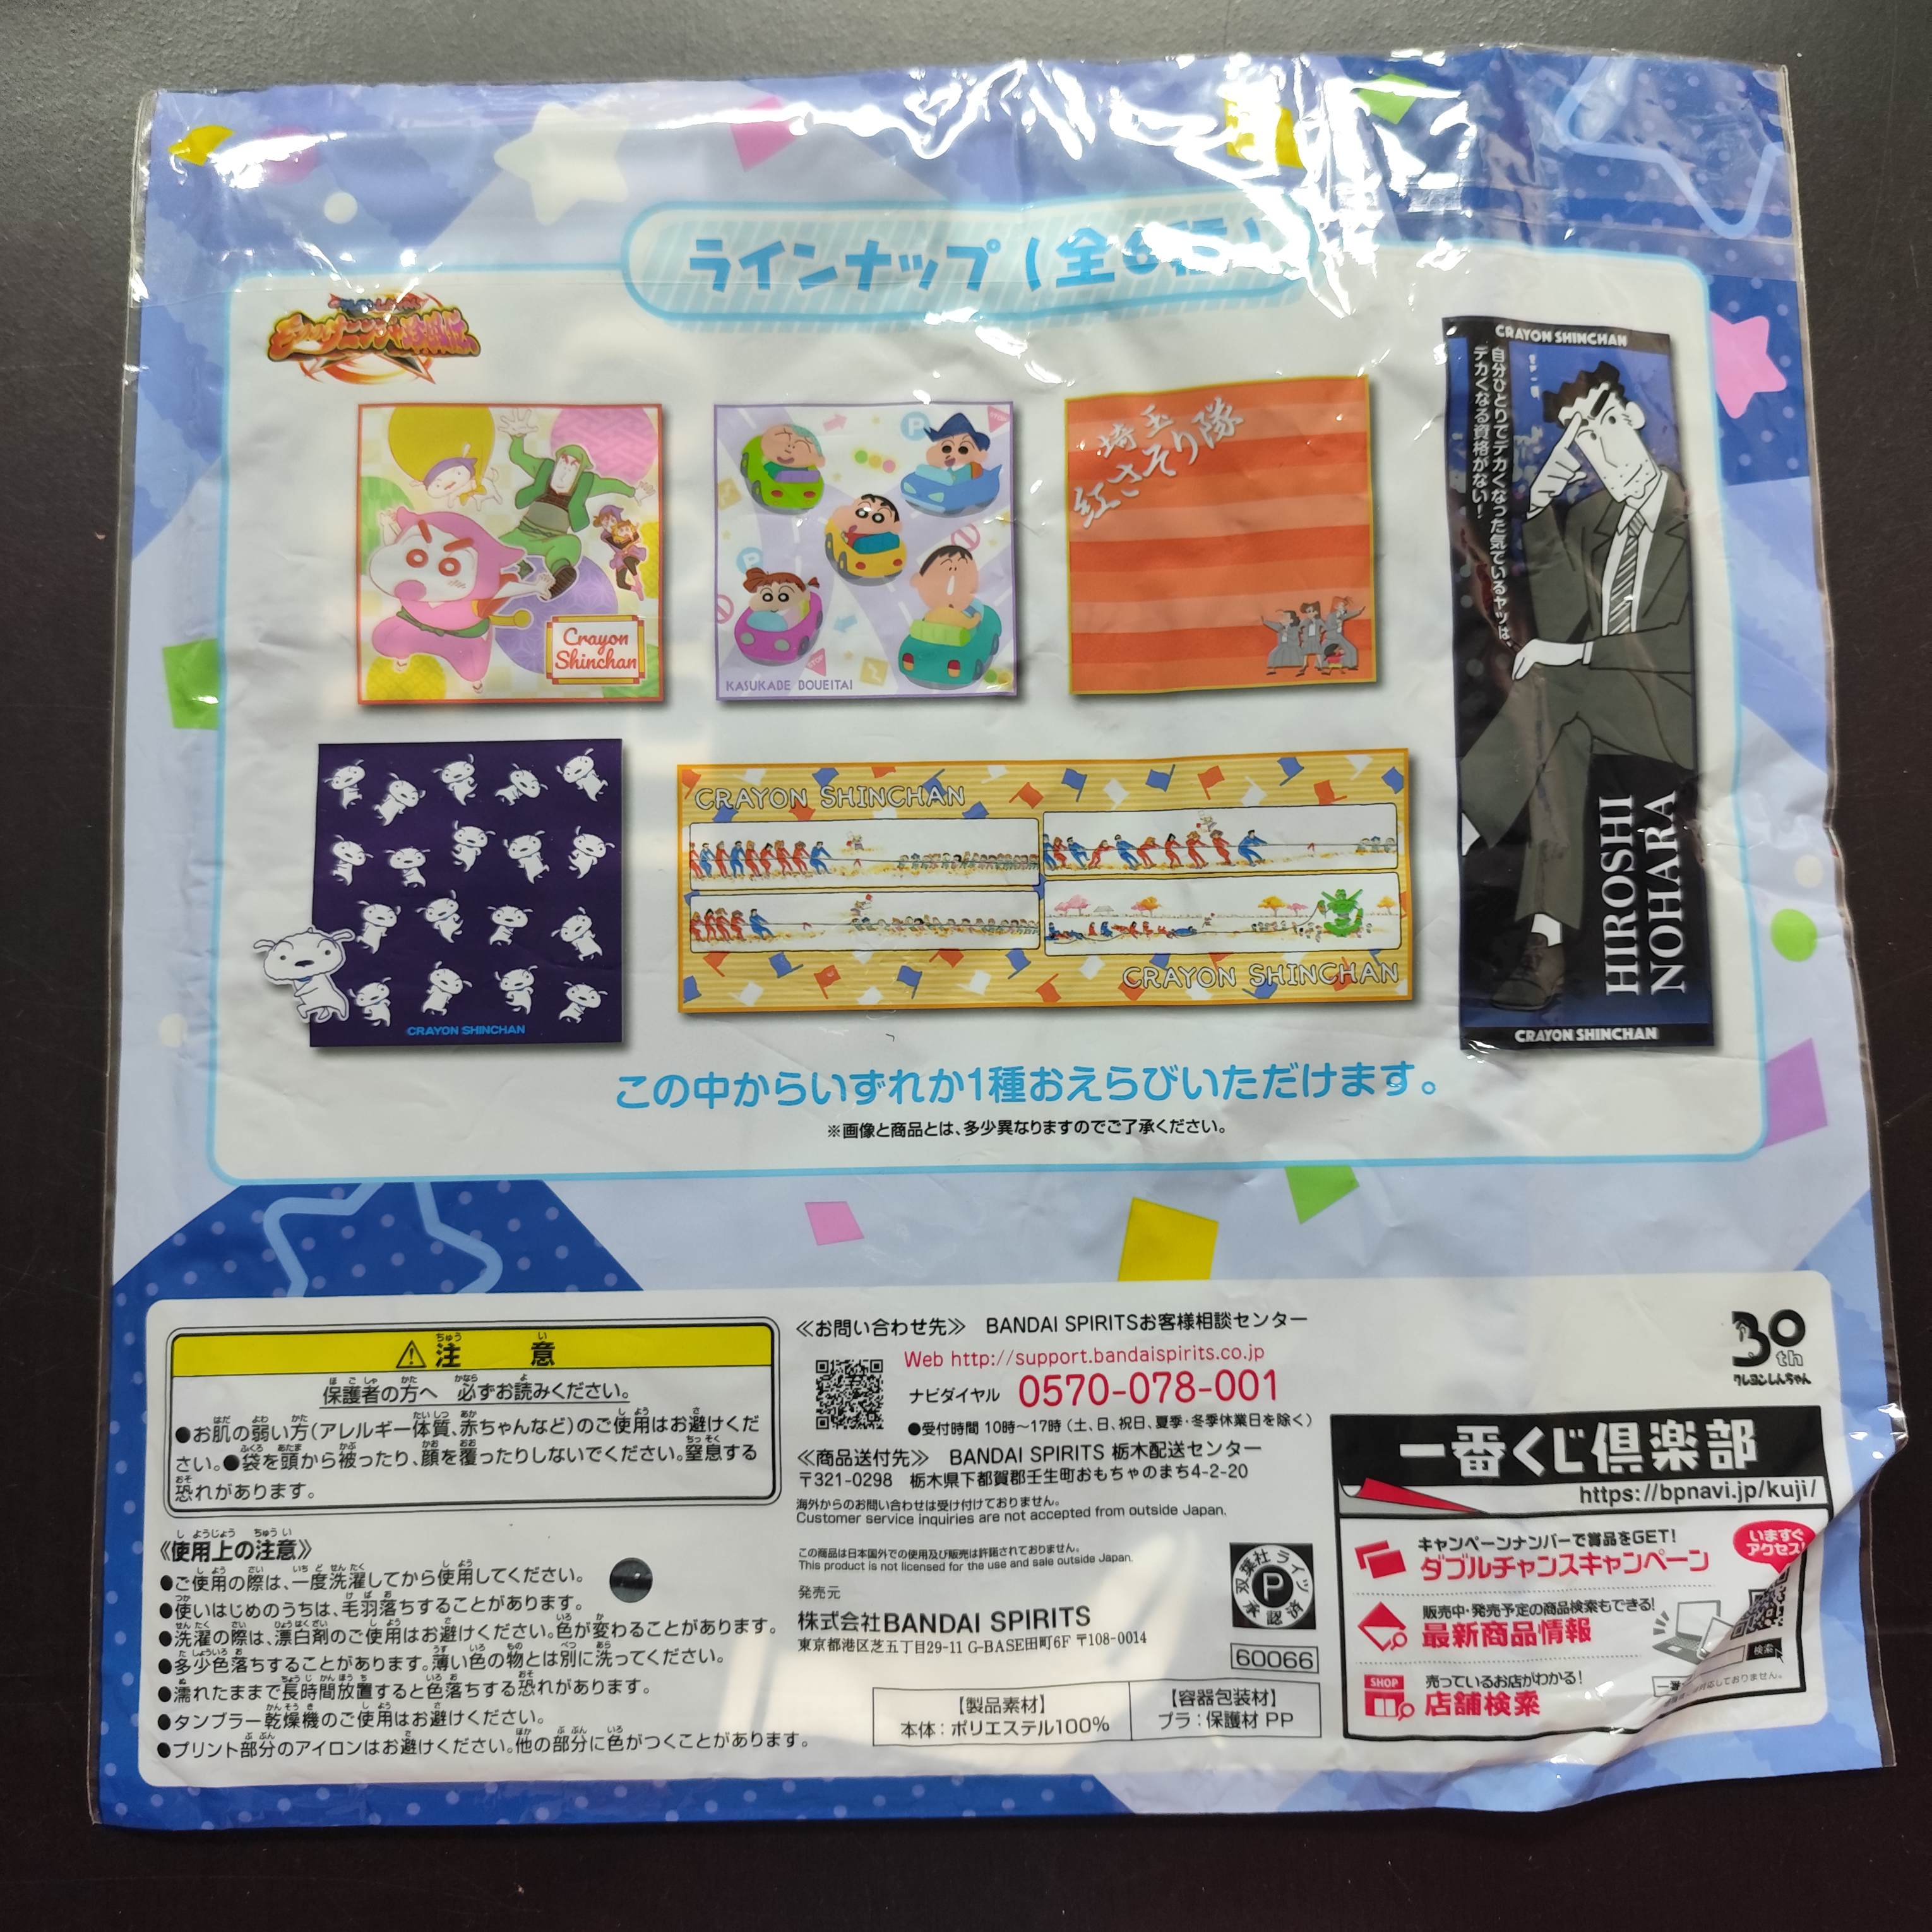 ラインナップ(全6種)
Crayon
Shinchan
KASUKABE BOUEITAI
埼玉
紅さそり隊
CRAYON SHINCHAN
自分ひとりでデカくなった気でいるヤツは、
デカくなる資格がない!
HIROSHI
NOHARA
CRAYON SHINCHAN
CRAYON SHINCHAN
CRAYON SHINCHAN
CRAYON SHINCHAN
この中からいずれか1種おえらびいただけます。
※画像と商品とは、多少異なりますのでご了承ください。
⚠注意
保護者の方へ 必ずお読みください。
●お肌の弱い方(アレルギー体質、赤ちゃんなど)のご使用はお避けくだ
さい。●袋を頭から被ったり、顔を覆ったりしないでください。窒息する
恐れがあります。
《使用上の注意》
●ご使用の際は、一度洗濯してから使用してください。
●使いはじめのうちは、毛羽落ちすることがあります。
●洗濯の際は、漂白剤のご使用はお避けください。色が変わることがあります。
●多少色落ちすることがあります。薄い色の物とは別に洗ってください。
●濡れたままで長時間放置すると色落ちする恐れがあります。
●タンブラー乾燥機のご使用はお避けください。
●プリント部分のアイロンはお避けください。他の部分に色がつくことがあります。
≪お問い合わせ先≫ BANDAI SPIRITSお客様相談センター
Web http://support.bandaispirits.co.jp
ナビダイヤル 0570-078-001
●受付時間 10時～17時(土、日、祝日、夏季・冬季休業日を除く)
≪商品送付先≫ BANDAI SPIRITS 栃木配送センター
〒321-0298 栃木県下都賀郡壬生町おもちゃのまち4-2-20
海外からのお問い合わせは受け付けておりません。
Customer service inquiries are not accepted from outside Japan.
この商品は日本国外での使用及び販売は許諾されておりません。
This product is not licensed for the use and sale outside Japan.
発売元
株式会社BANDAI SPIRITS
東京都港区芝五丁目29-11 G-BASE田町6F 〒108-0014
双葉社ライツ
P
承認済
60066
【製品素材】
本体:ポリエステル100%
【容器包装材】
プラ:保護材 PP
30th
クレヨンしんちゃん
一番くじ倶楽部
https://bpnavi.jp/kuji/
いますぐ
アクセス!
キャンペーンナンバーで賞品をGET!
ダブルチャンスキャンペーン
販売中・発売予定の商品検索もできる!
最新商品情報
検索
SHOP
売っているお店がわかる!
店舗検索